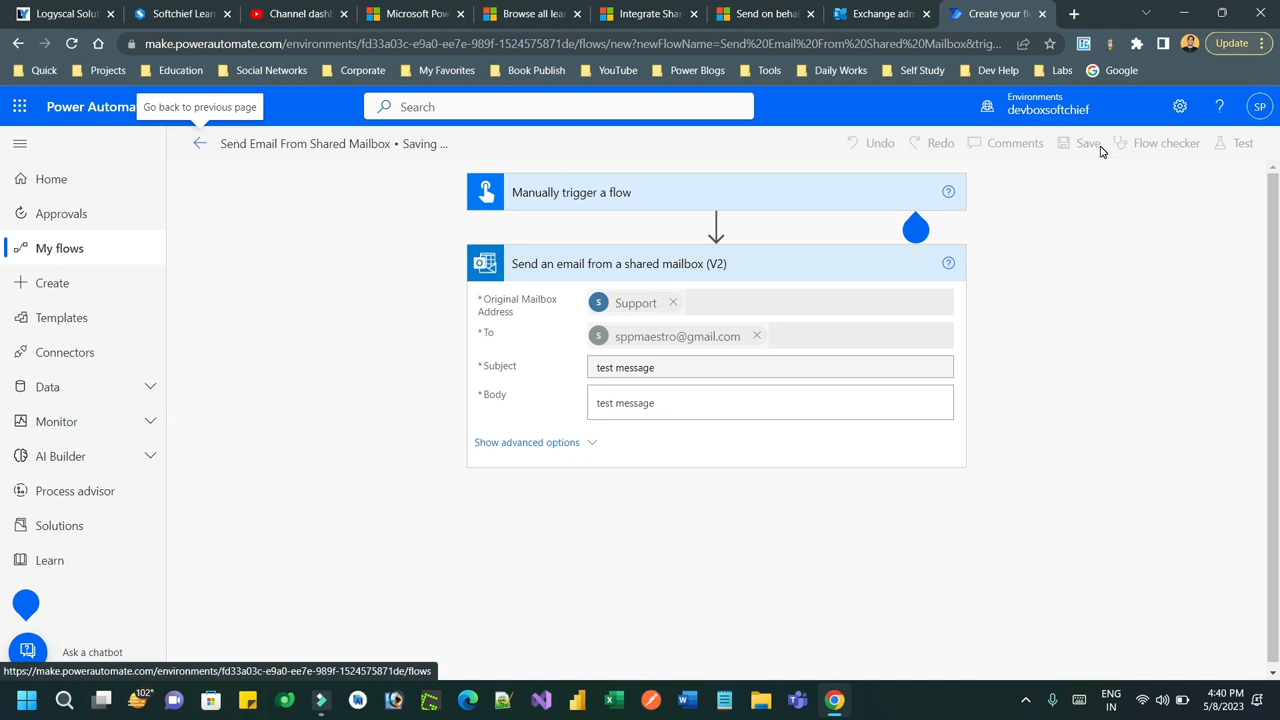 Logyscal Solut
Softchief Learn
Channel dashb
Microsoft Pow
Browse all lear
Integrate Shar
Send on behal
Exchange adm
Create your fl
make.powerautomate.com/environments/fd33a03c-e9a0-ee7e-989f-1524575871de/flows/new?newFlowName=Send%20Email%20From%20Shared%20Mailbox&trig...
Update
Quick
Projects
Education
Social Networks
Corporate
My Favorites
Book Publish
YouTube
Power Blogs
Tools
Daily Works
Self Study
Dev Help
Labs
Google
Power Automa
Go back to previous page
Search
Environments
devboxsoftchief
SP
Send Email From Shared Mailbox • Saving ...
Undo
Redo
Comments
Save
Flow checker
Test
Home
Approvals
My flows
Create
Templates
Connectors
Data
Monitor
AI Builder
Process advisor
Solutions
Learn
Ask a chatbot
Manually trigger a flow
Send an email from a shared mailbox (V2)
*Original Mailbox
Address
S
Support
*To
S
sppmaestro@gmail.com
*Subject
test message
*Body
test message
Show advanced options
https://make.powerautomate.com/environments/fd33a03c-e9a0-ee7e-989f-1524575871de/flows
102°
ENG
IN
4:40 PM
5/8/2023